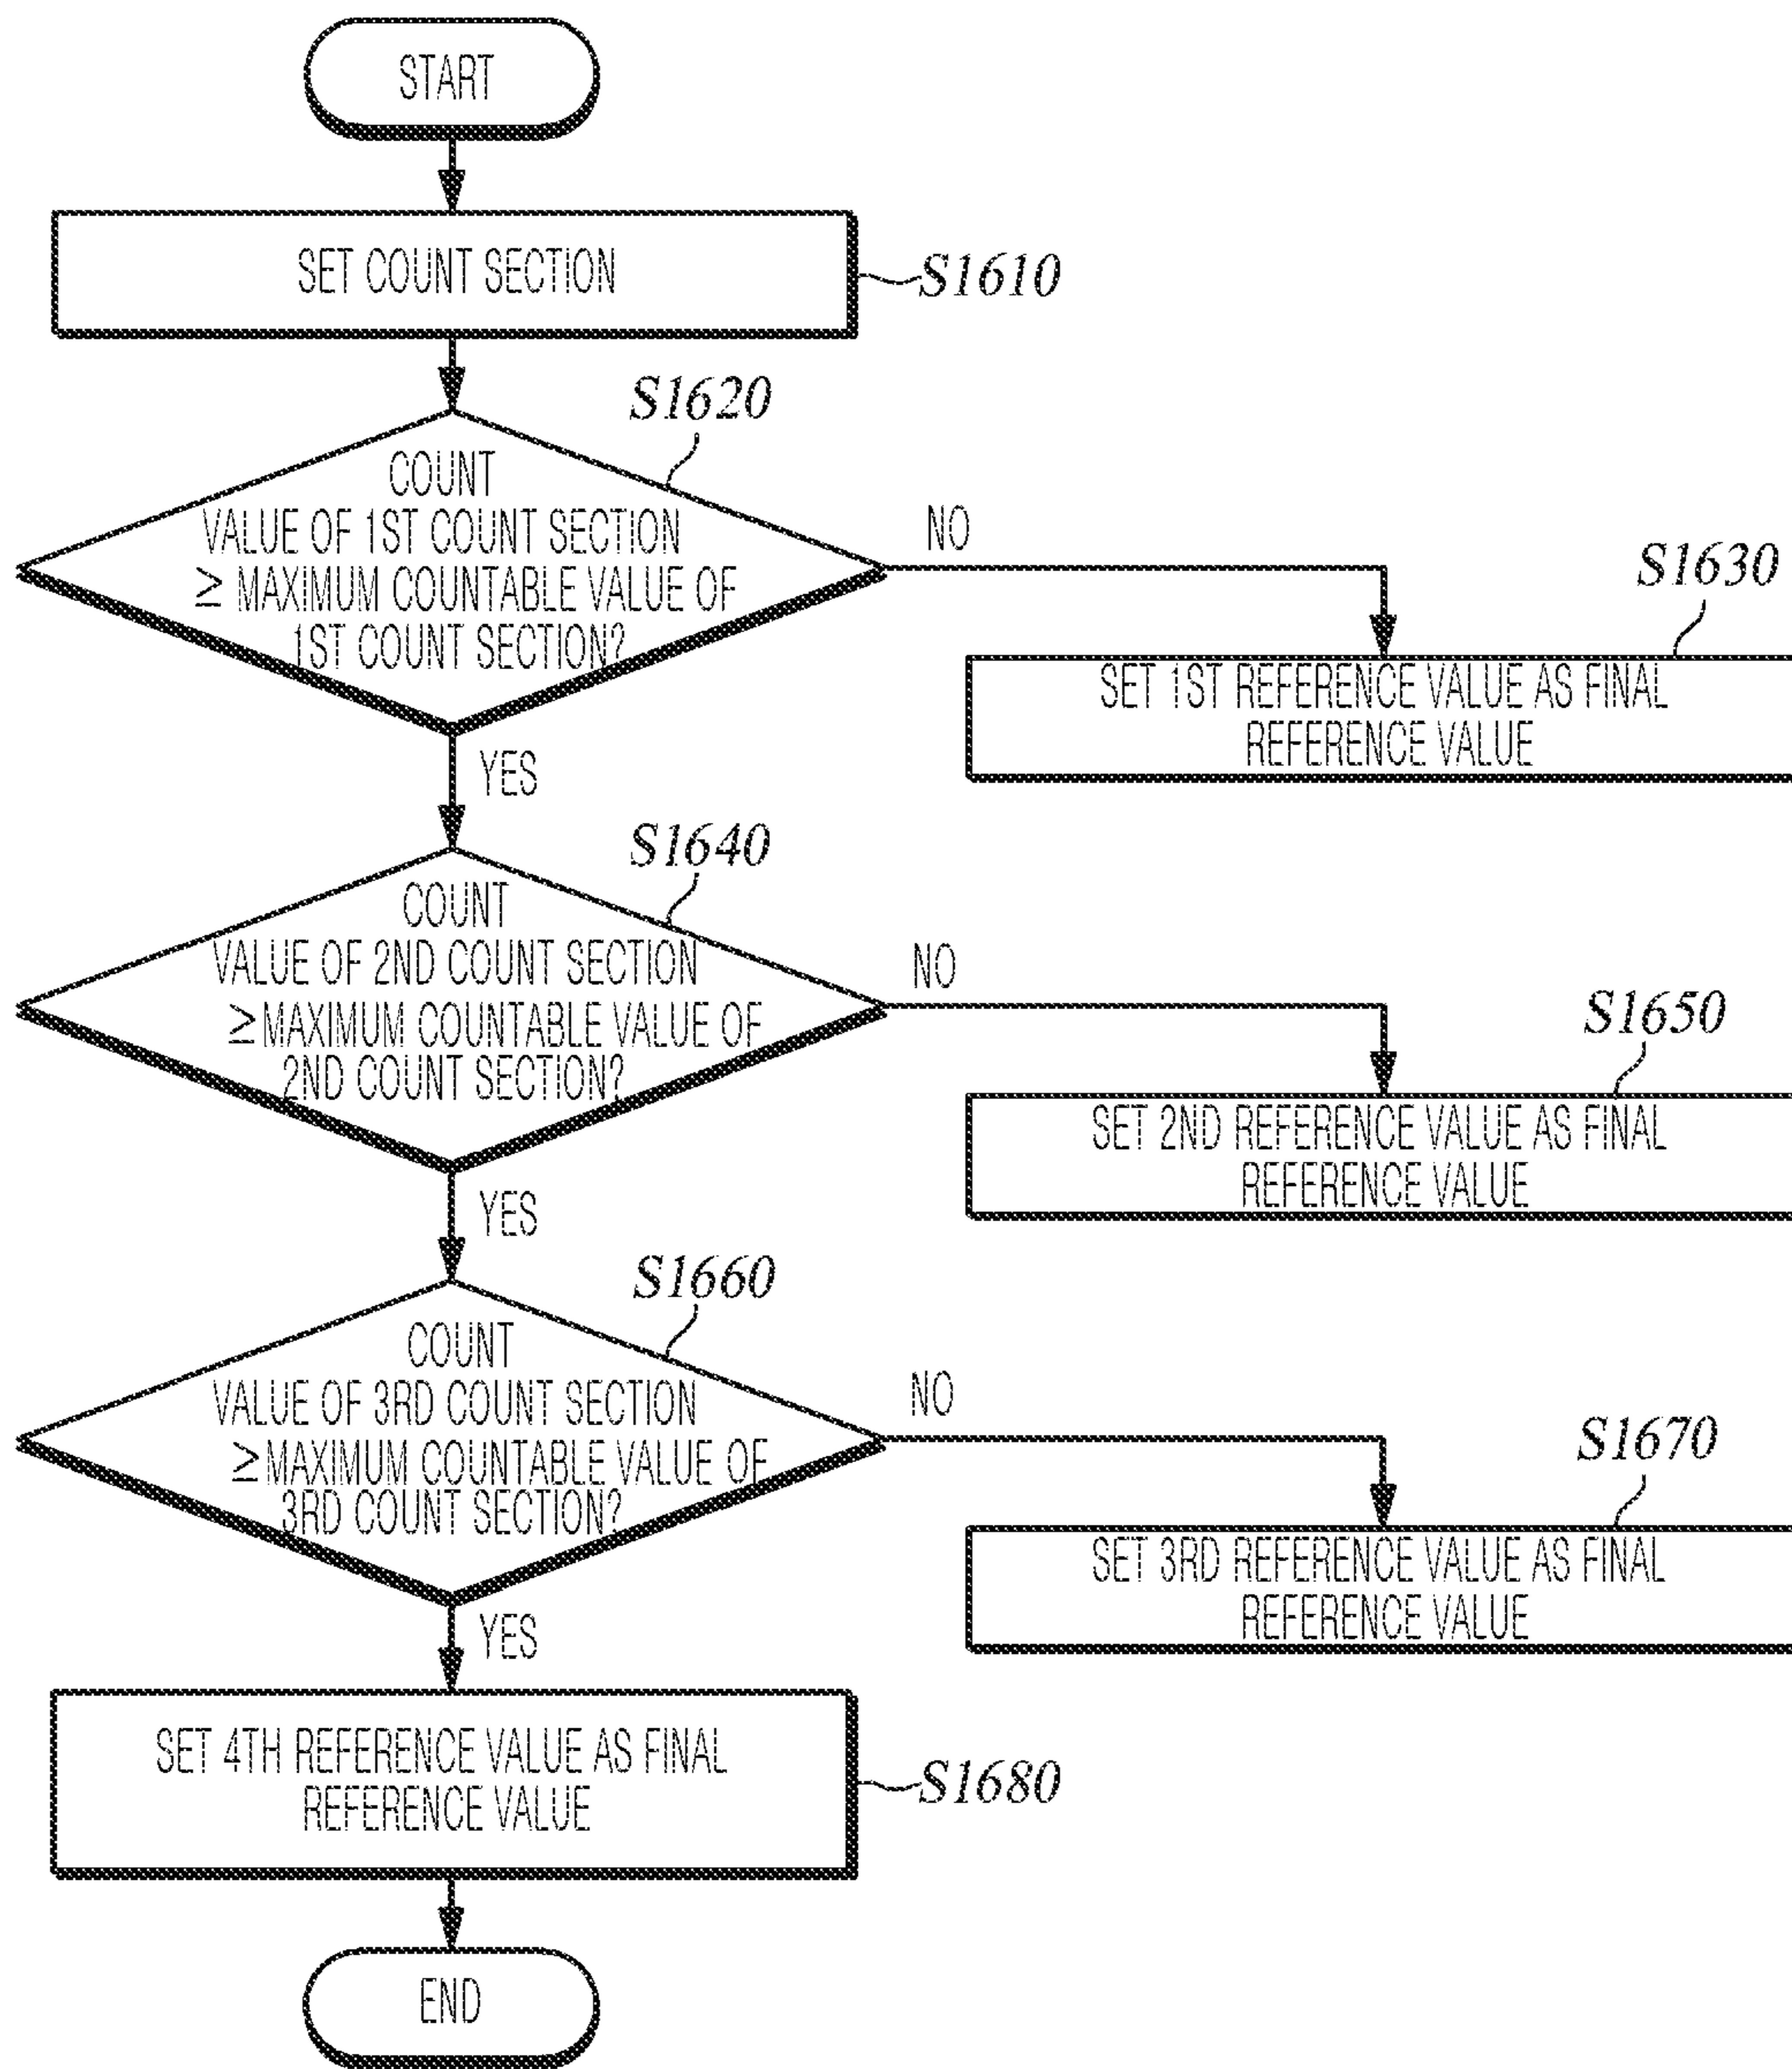 START
SET COUNT SECTION
S1610
S1620
COUNT
VALUE OF 1ST COUNT SECTION
≥ MAXIMUM COUNTABLE VALUE OF
1ST COUNT SECTION?
NO
S1630
SET 1ST REFERENCE VALUE AS FINAL
REFERENCE VALUE
YES
S1640
COUNT
VALUE OF 2ND COUNT SECTION
≥ MAXIMUM COUNTABLE VALUE OF
2ND COUNT SECTION?
NO
S1650
SET 2ND REFERENCE VALUE AS FINAL
REFERENCE VALUE
YES
S1660
COUNT
VALUE OF 3RD COUNT SECTION
≥ MAXIMUM COUNTABLE VALUE OF
3RD COUNT SECTION?
NO
S1670
SET 3RD REFERENCE VALUE AS FINAL
REFERENCE VALUE
YES
SET 4TH REFERENCE VALUE AS FINAL
REFERENCE VALUE
S1680
END